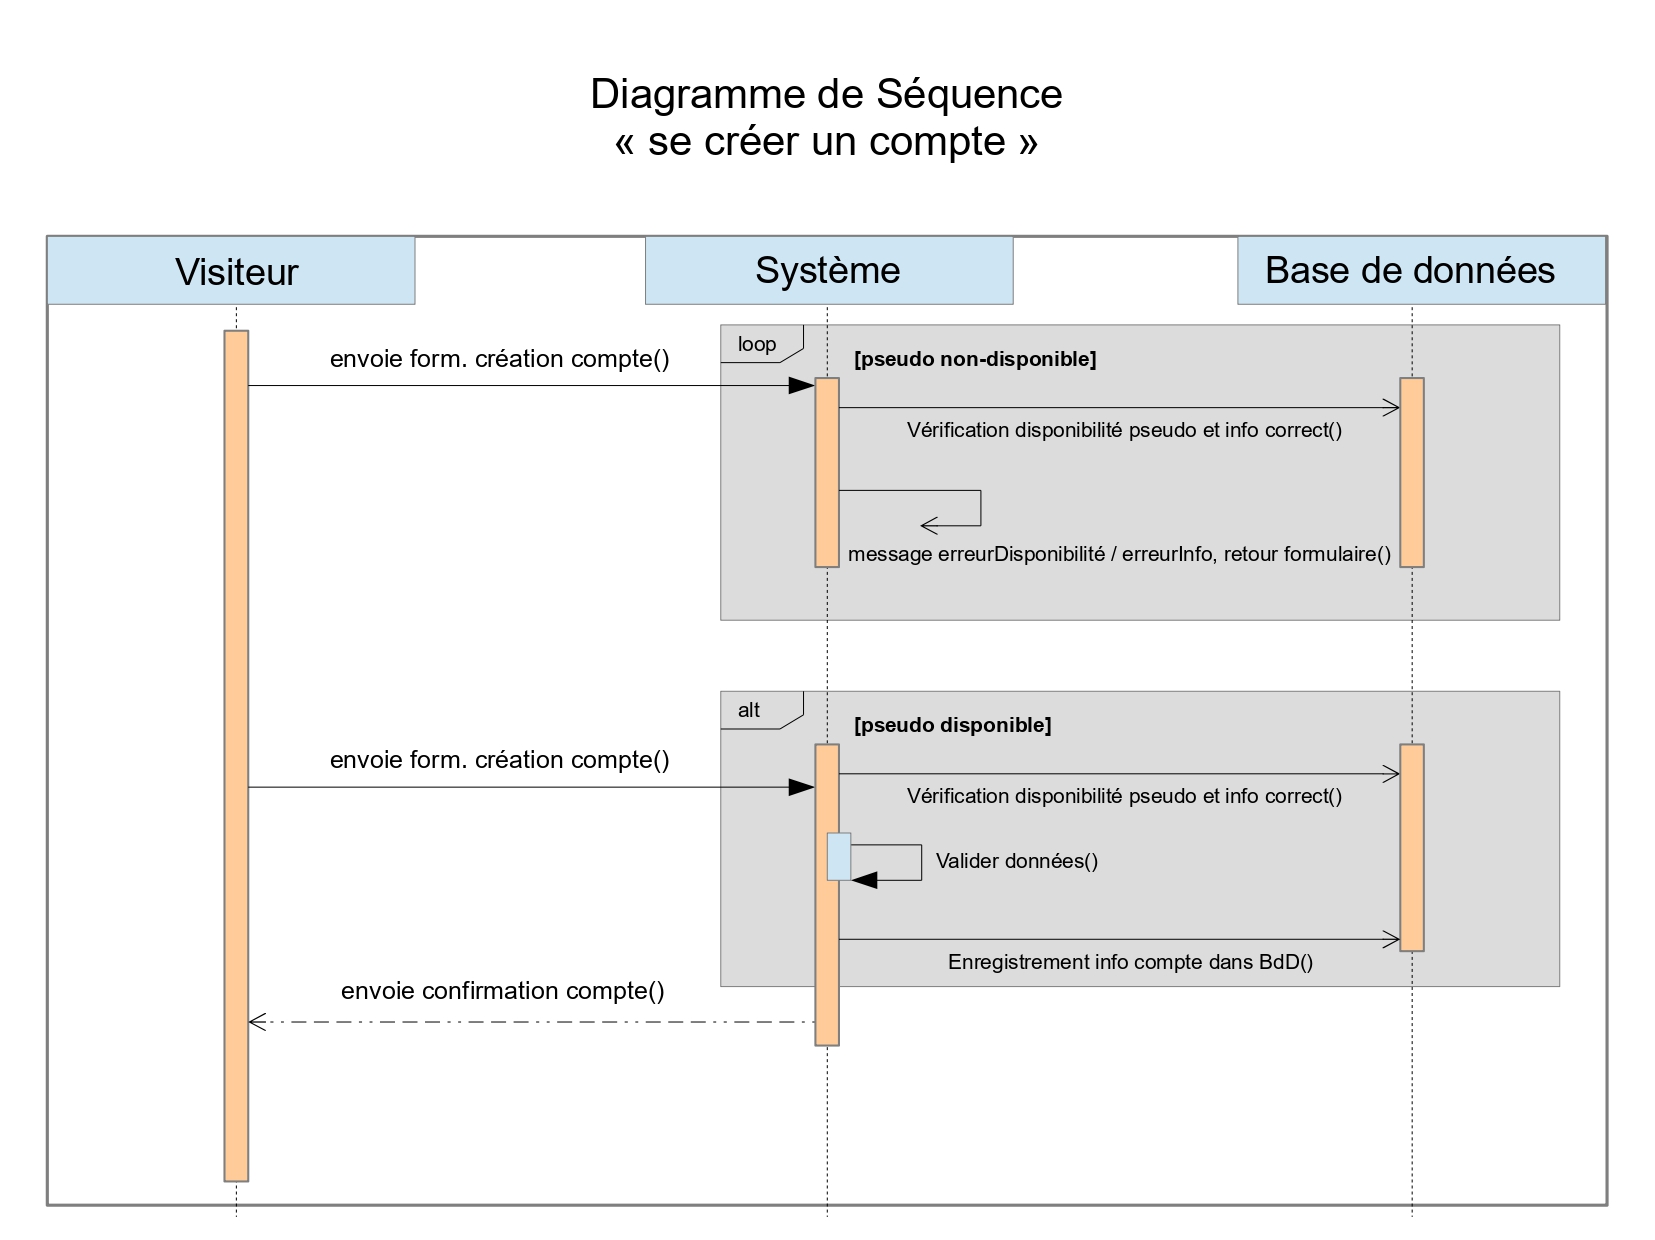 Diagramme de Séquence
« se créer un compte »
Visiteur
Système
Base de données
loop
[pseudo non-disponible]
envoie form. création compte()
Vérification disponibilité pseudo et info correct()
message erreurDisponibilité / erreurInfo, retour formulaire()
alt
[pseudo disponible]
envoie form. création compte()
Vérification disponibilité pseudo et info correct()
Valider données()
Enregistrement info compte dans BdD()
envoie confirmation compte()